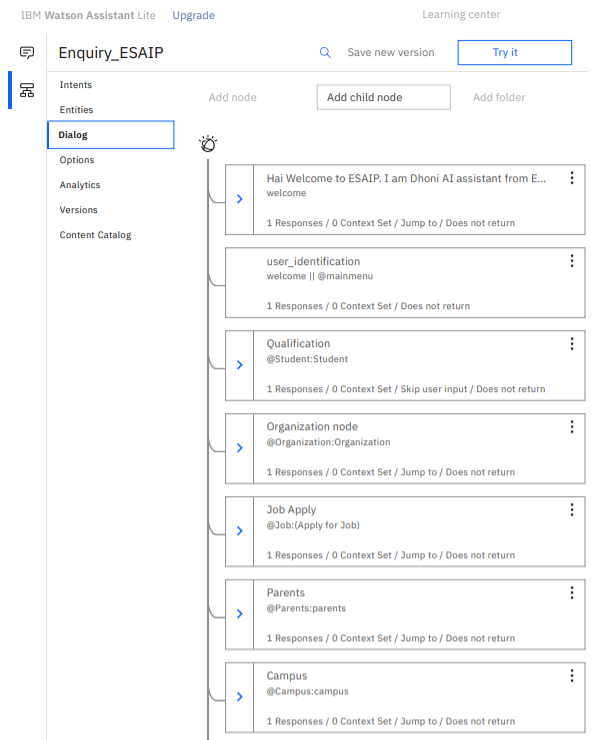 IBM Watson Assistant Lite Upgrade Learning center
Enquiry_ESAIP Save new version Try it
Intents
Entities
Dialog
Options
Analytics
Versions
Content Catalog
Add node Add child node Add folder
Hai Welcome to ESAIP. I am Dhoni AI assistant from E...
welcome
1 Responses / 0 Context Set / Jump to / Does not return
user_identification
welcome || @mainmenu
1 Responses / 0 Context Set / Does not return
Qualification
@Student:Student
1 Responses / 0 Context Set / Skip user input / Does not return
Organization node
@Organization:Organization
1 Responses / 0 Context Set / Jump to / Does not return
Job Apply
@Job:(Apply for Job)
1 Responses / 0 Context Set / Jump to / Does not return
Parents
@Parents:parents
1 Responses / 0 Context Set / Jump to / Does not return
Campus
@Campus:campus
1 Responses / 0 Context Set / Jump to / Does not return